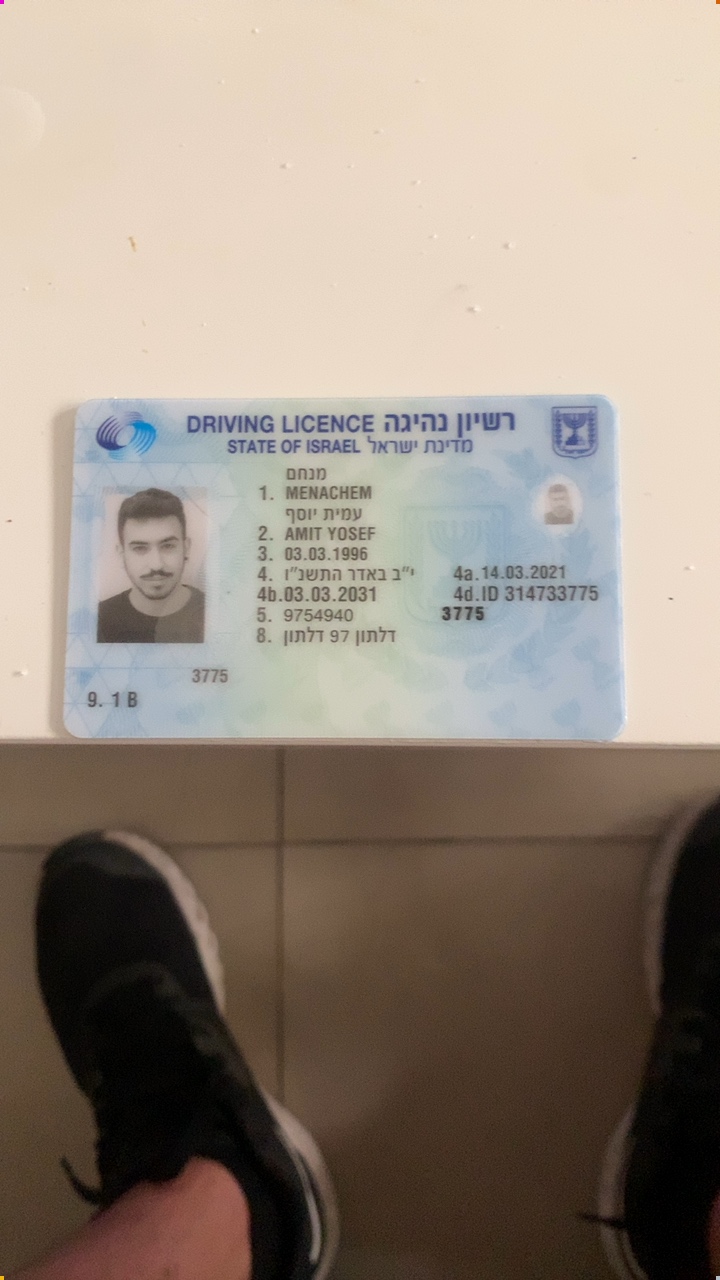 DRIVING LICENCE רשיון נהיגה
STATE OF ISRAEL מדינת ישראל
מנחם
1. MENACHEM
עמית יוסף
2. AMIT YOSEF
3. 03.03.1996
4. י"ב באדר התשנ"ו 4a.14.03.2021
4b.03.03.2031 4d.ID 314733775
5. 9754940 3775
8. דלתון 97 דלתון
3775
9. 1 B